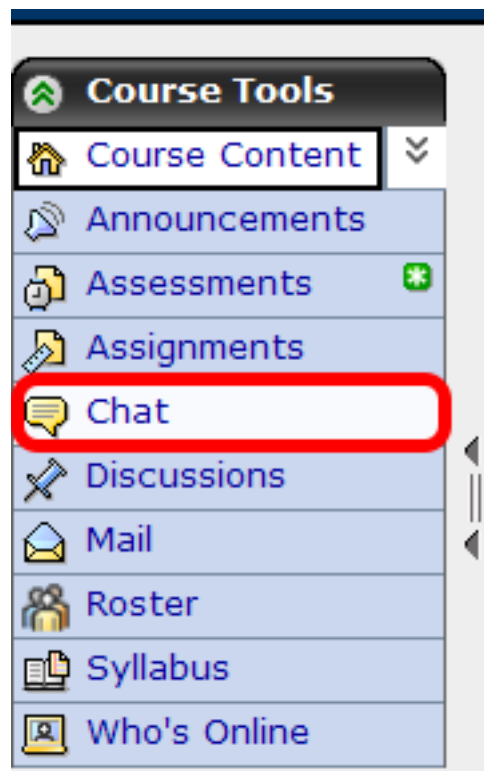 Course Tools
Course Content
Announcements
Assessments
Assignments
Chat
Discussions
Mail
Roster
Syllabus
Who's Online